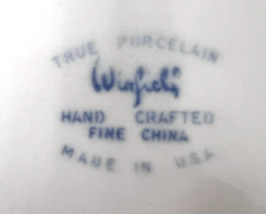 TRUE PORCELAIN
Winfield
HAND CRAFTED
FINE CHINA
MADE IN USA